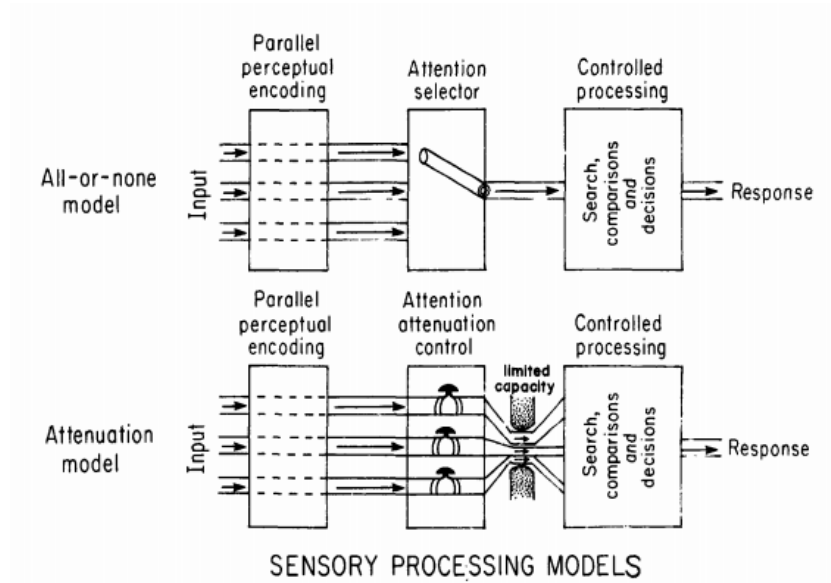 Parallel
perceptual
encoding
Attention
selector
Controlled
processing
All-or-none
model
Input
Search,
comparisons
and
decisions
Response
Parallel
perceptual
encoding
Attention
attenuation
control
limited
capacity
Controlled
processing
Attenuation
model
Input
Search,
comparisons
and
decisions
Response
SENSORY PROCESSING MODELS